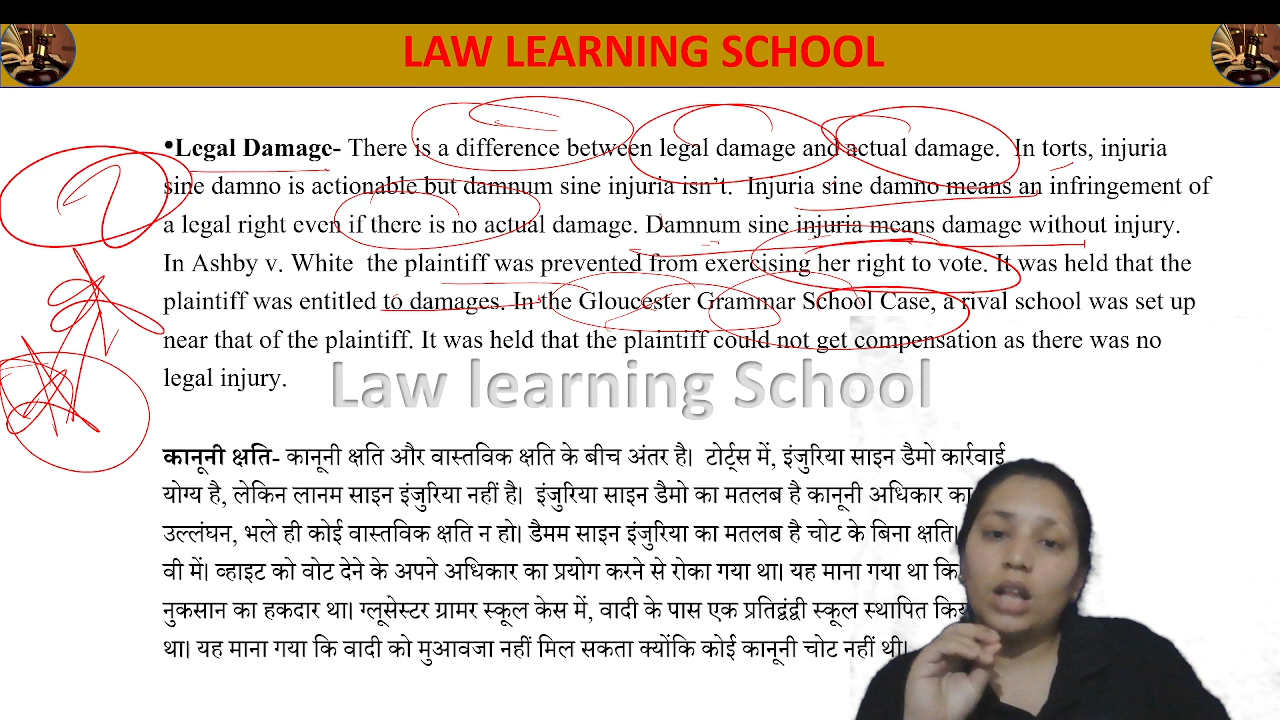 LAW LEARNING SCHOOL
•Legal Damage- There is a difference between legal damage and actual damage. In torts, injuria
sine damno is actionable but damnum sine injuria isn't. Injuria sine damno means an infringement of
a legal right even if there is no actual damage. Damnum sine injuria means damage without injury.
In Ashby v. White the plaintiff was prevented from exercising her right to vote. It was held that the
plaintiff was entitled to damages. In the Gloucester Grammar School Case, a rival school was set up
near that of the plaintiff. It was held that the plaintiff could not get compensation as there was no
legal injury.
Law learning School
कानूनी क्षति- कानूनी क्षति और वास्तविक क्षति के बीच अंतर है। टोर्ट्स में, इंजुरिया साइन डैमो कार्रवाई
योग्य है, लेकिन लानम साइन इंजुरिया नहीं है। इंजुरिया साइन डैमो का मतलब है कानूनी अधिकार का
उल्लंघन, भले ही कोई वास्तविक क्षति न हो। डैमम साइन इंजुरिया का मतलब है चोट के बिना क्षति।
वी में। व्हाइट को वोट देने के अपने अधिकार का प्रयोग करने से रोका गया था। यह माना गया था कि
नुकसान का हकदार था। ग्लूसेस्टर ग्रामर स्कूल केस में, वादी के पास एक प्रतिद्वंद्वी स्कूल स्थापित
था। यह माना गया कि वादी को मुआवजा नहीं मिल सकता क्योंकि कोई कानूनी चोट नहीं थी।